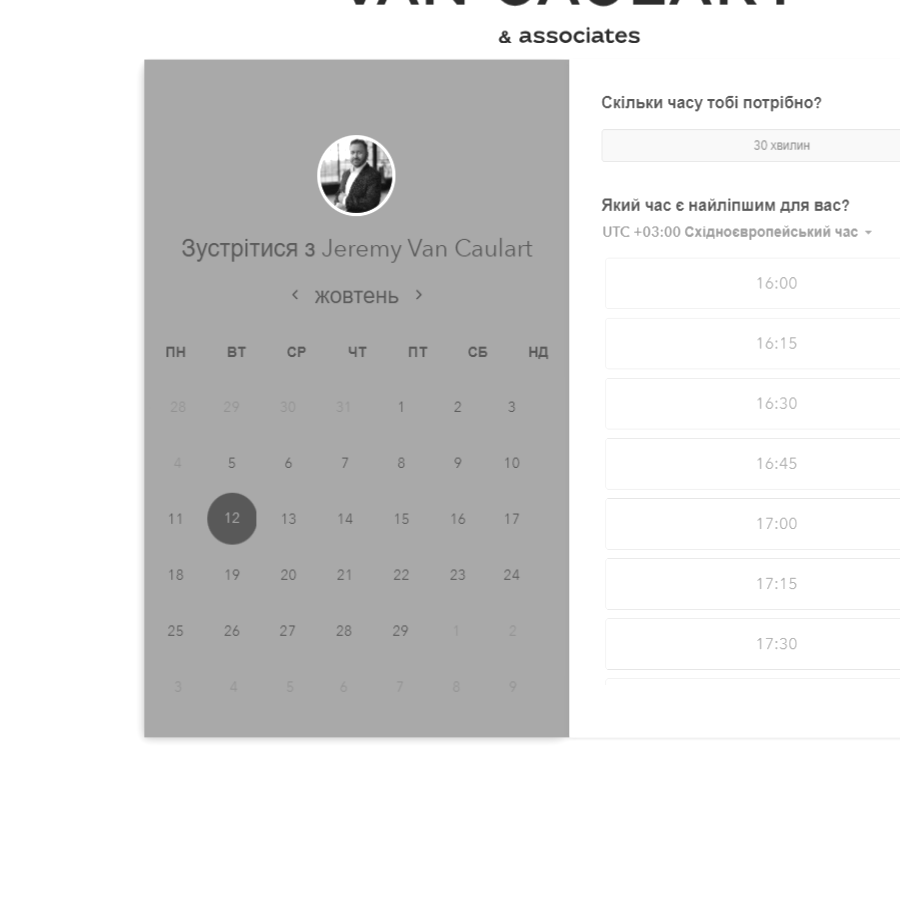 VAN CAULART
& associates
Зустрітися з Jeremy Van Caulart
жовтень
ПН ВТ СР ЧТ ПТ СБ НД
28 29 30 31 1 2 3
4 5 6 7 8 9 10
11 12 13 14 15 16 17
18 19 20 21 22 23 24
25 26 27 28 29 1 2
3 4 5 6 7 8 9
Скільки часу тобі потрібно?
30 хвилин
Який час є найліпшим для вас?
UTC +03:00 Східноєвропейський час
16:00
16:15
16:30
16:45
17:00
17:15
17:30